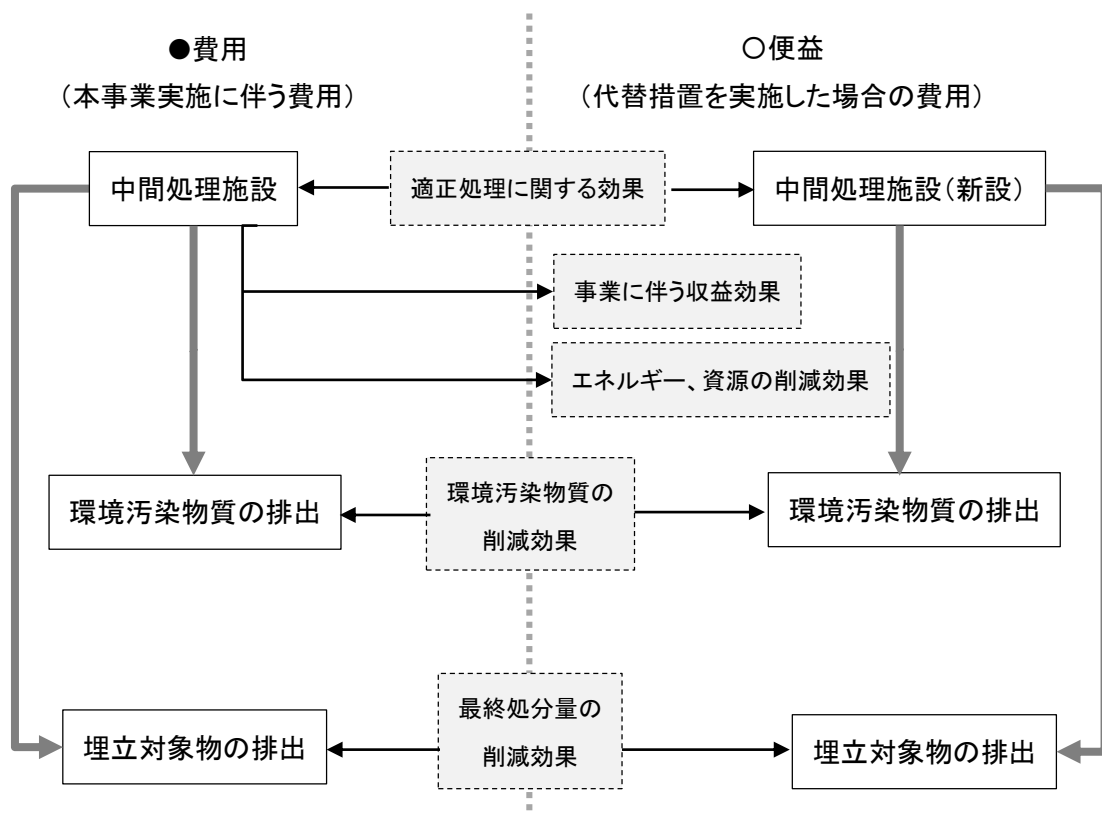 ●費用
(本事業実施に伴う費用)
○便益
(代替措置を実施した場合の費用)
中間処理施設
適正処理に関する効果
中間処理施設(新設)
事業に伴う収益効果
エネルギー、資源の削減効果
環境汚染物質の排出
環境汚染物質の
削減効果
環境汚染物質の排出
埋立対象物の排出
最終処分量の
削減効果
埋立対象物の排出